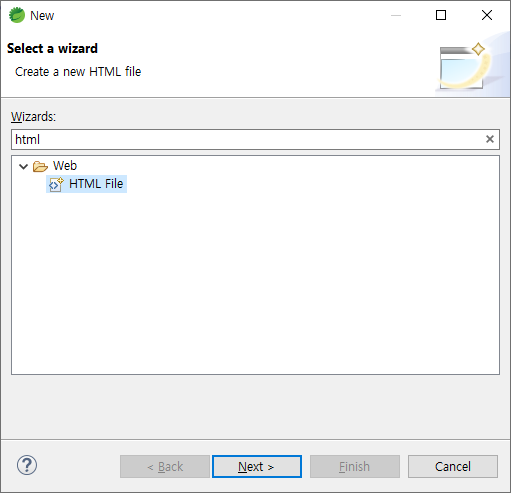 New
Select a wizard
Create a new HTML file
Wizards:
html
Web
HTML File
< Back
Next >
Finish
Cancel